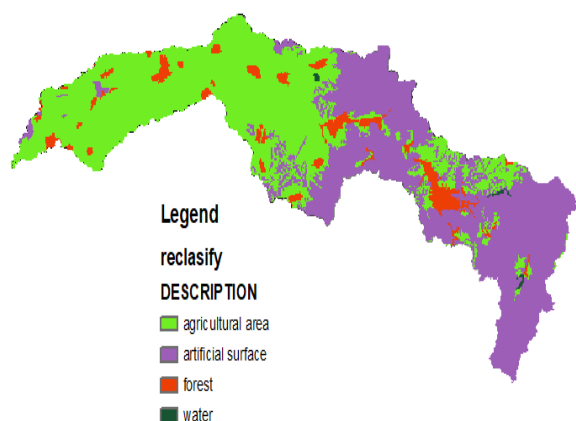 Legend
reclasify
DESCRIPTION
agricultural area
artificial surface
forest
water